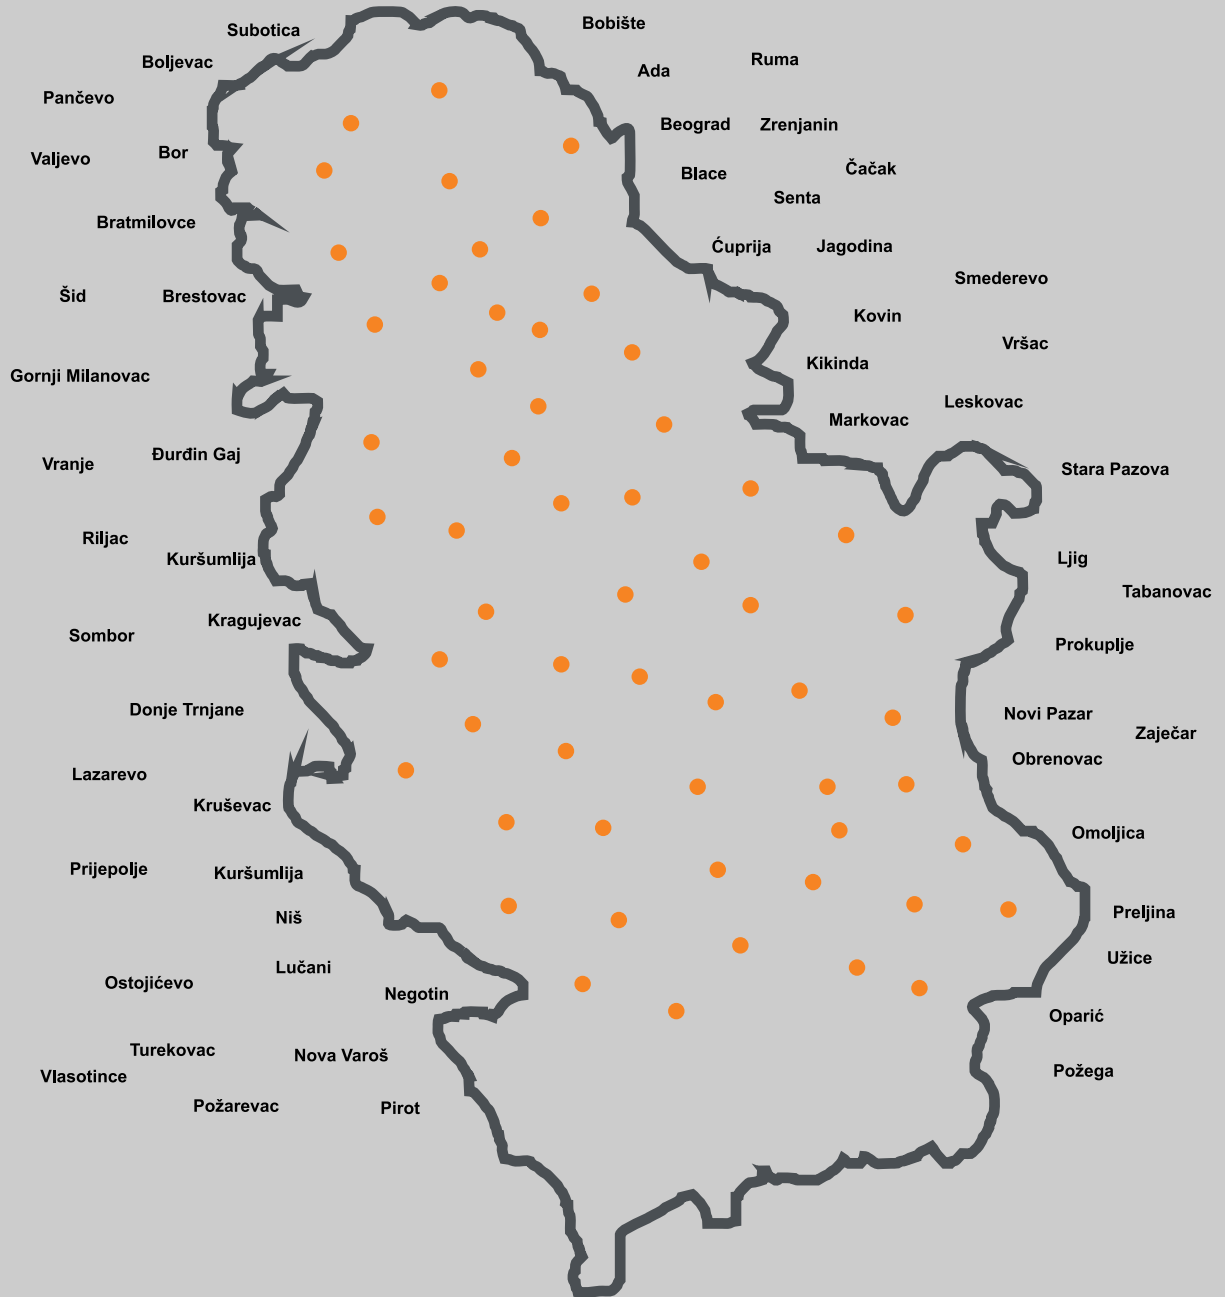 Bobište
Subotica
Ruma
Boljevac
Ada
Pančevo
Beograd
Zrenjanin
Bor
Valjevo
Čačak
Blace
Senta
Bratmilovce
Ćuprija
Jagodina
Smederevo
Šid
Brestovac
Kovin
Vršac
Kikinda
Gornji Milanovac
Leskovac
Markovac
Đurđin Gaj
Vranje
Stara Pazova
Riljac
Kuršumlija
Ljig
Tabanovac
Kragujevac
Sombor
Prokuplje
Donje Trnjane
Novi Pazar
Zaječar
Obrenovac
Lazarevo
Kruševac
Omoljica
Prijepolje
Kuršumlija
Preljina
Niš
Užice
Lučani
Ostojićevo
Negotin
Oparić
Turekovac
Nova Varoš
Požega
Vlasotince
Požarevac
Pirot